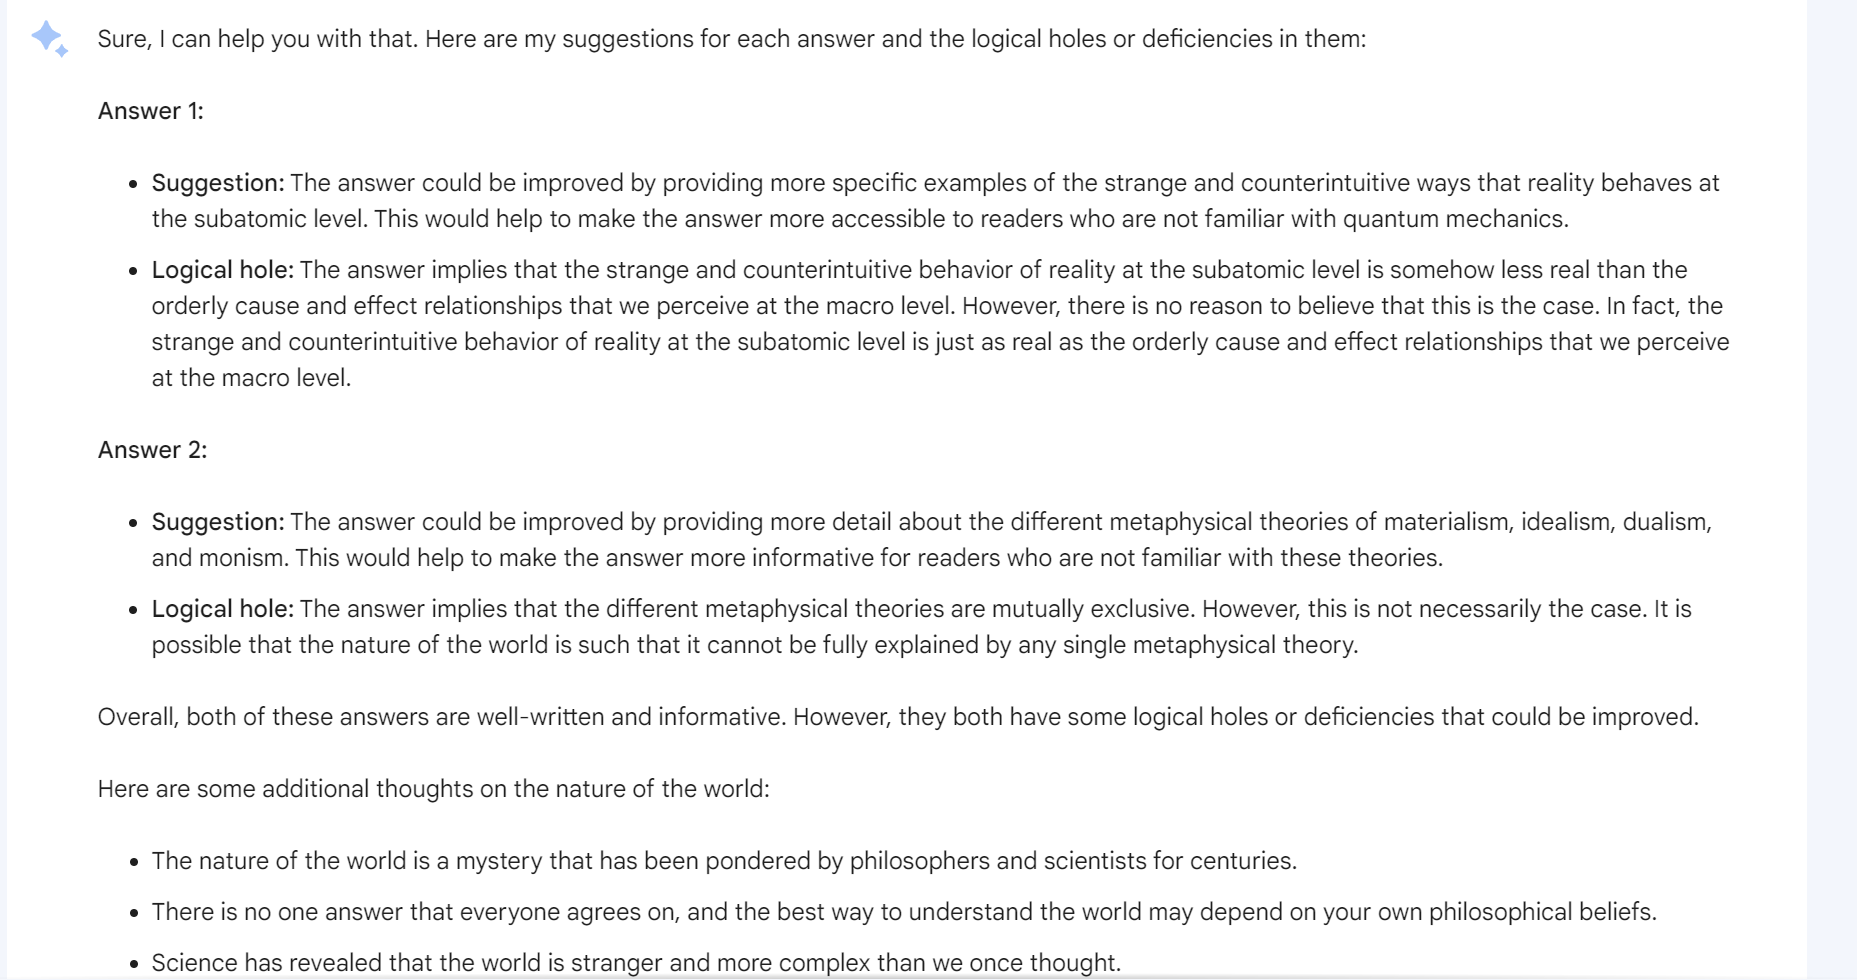 Sure, I can help you with that. Here are my suggestions for each answer and the logical holes or deficiencies in them:
Answer 1:
• Suggestion: The answer could be improved by providing more specific examples of the strange and counterintuitive ways that reality behaves at
the subatomic level. This would help to make the answer more accessible to readers who are not familiar with quantum mechanics.
• Logical hole: The answer implies that the strange and counterintuitive behavior of reality at the subatomic level is somehow less real than the
orderly cause and effect relationships that we perceive at the macro level. However, there is no reason to believe that this is the case. In fact, the
strange and counterintuitive behavior of reality at the subatomic level is just as real as the orderly cause and effect relationships that we perceive
at the macro level.
Answer 2:
• Suggestion: The answer could be improved by providing more detail about the different metaphysical theories of materialism, idealism, dualism,
and monism. This would help to make the answer more informative for readers who are not familiar with these theories.
• Logical hole: The answer implies that the different metaphysical theories are mutually exclusive. However, this is not necessarily the case. It is
possible that the nature of the world is such that it cannot be fully explained by any single metaphysical theory.
Overall, both of these answers are well-written and informative. However, they both have some logical holes or deficiencies that could be improved.
Here are some additional thoughts on the nature of the world:
• The nature of the world is a mystery that has been pondered by philosophers and scientists for centuries.
• There is no one answer that everyone agrees on, and the best way to understand the world may depend on your own philosophical beliefs.
• Science has revealed that the world is stranger and more complex than we once thought.